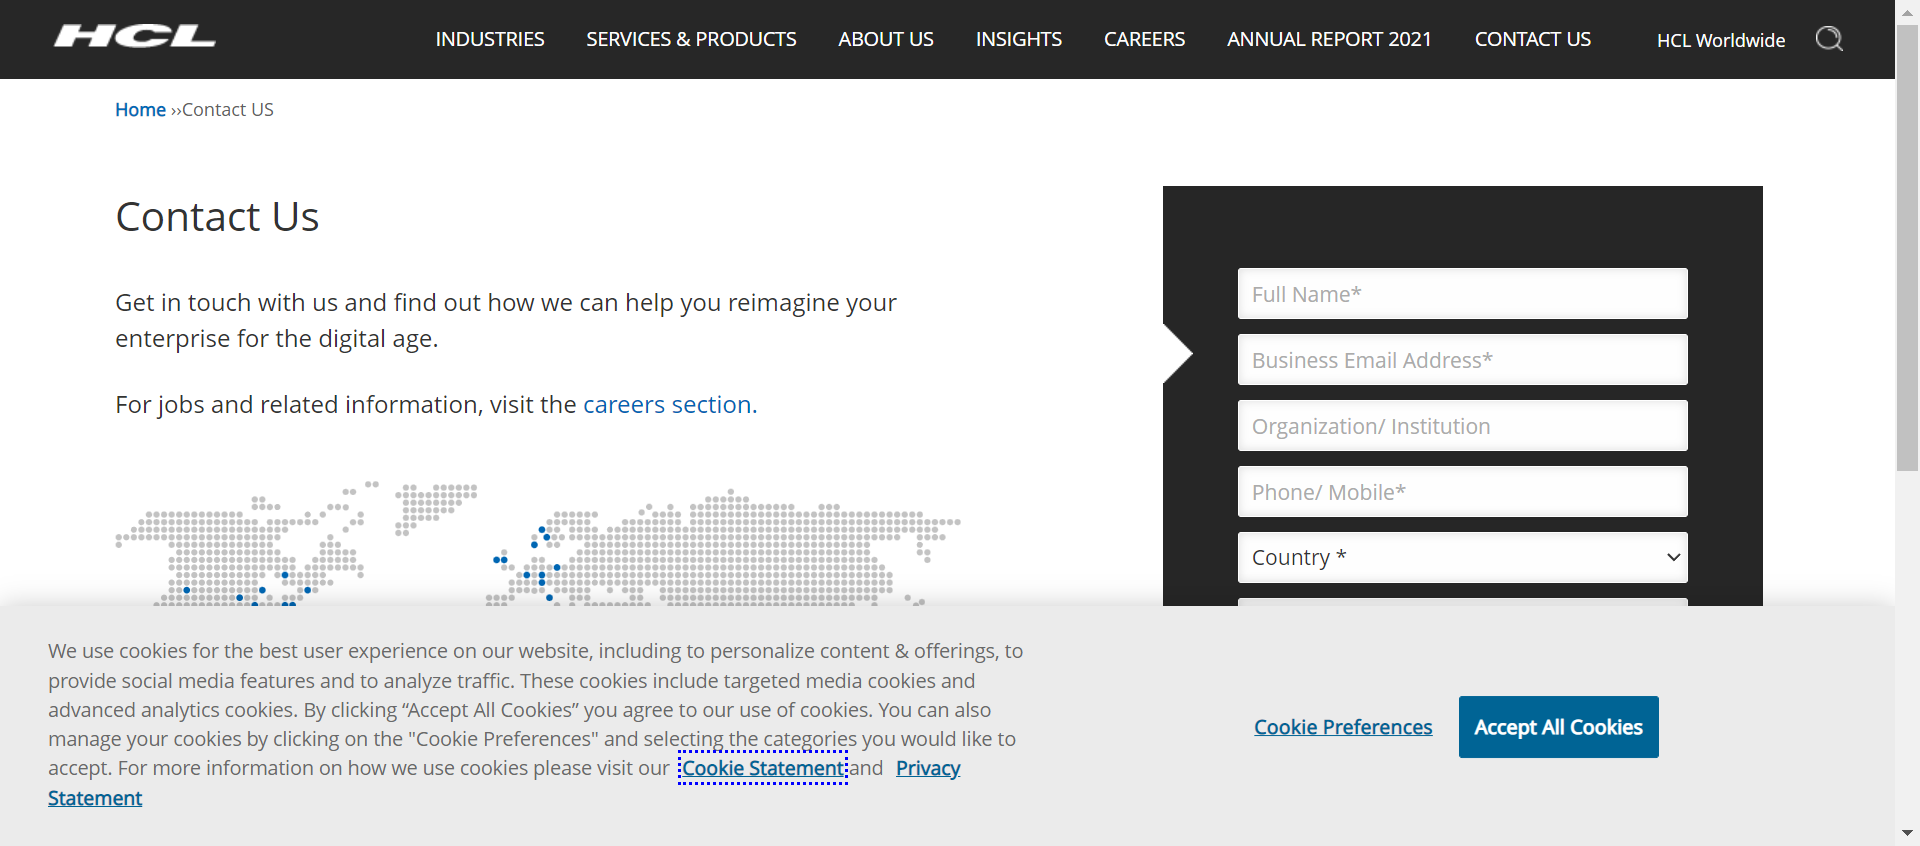 HCL
INDUSTRIES SERVICES & PRODUCTS ABOUT US INSIGHTS CAREERS ANNUAL REPORT 2021 CONTACT US HCL Worldwide
Home ››Contact US
Contact Us
Get in touch with us and find out how we can help you reimagine your
enterprise for the digital age.
For jobs and related information, visit the careers section.
Full Name*
Business Email Address*
Organization/ Institution
Phone/ Mobile*
Country *
We use cookies for the best user experience on our website, including to personalize content & offerings, to
provide social media features and to analyze traffic. These cookies include targeted media cookies and
advanced analytics cookies. By clicking “Accept All Cookies” you agree to our use of cookies. You can also
manage your cookies by clicking on the "Cookie Preferences" and selecting the categories you would like to
accept. For more information on how we use cookies please visit our Cookie Statement and Privacy
Statement
Cookie Preferences
Accept All Cookies